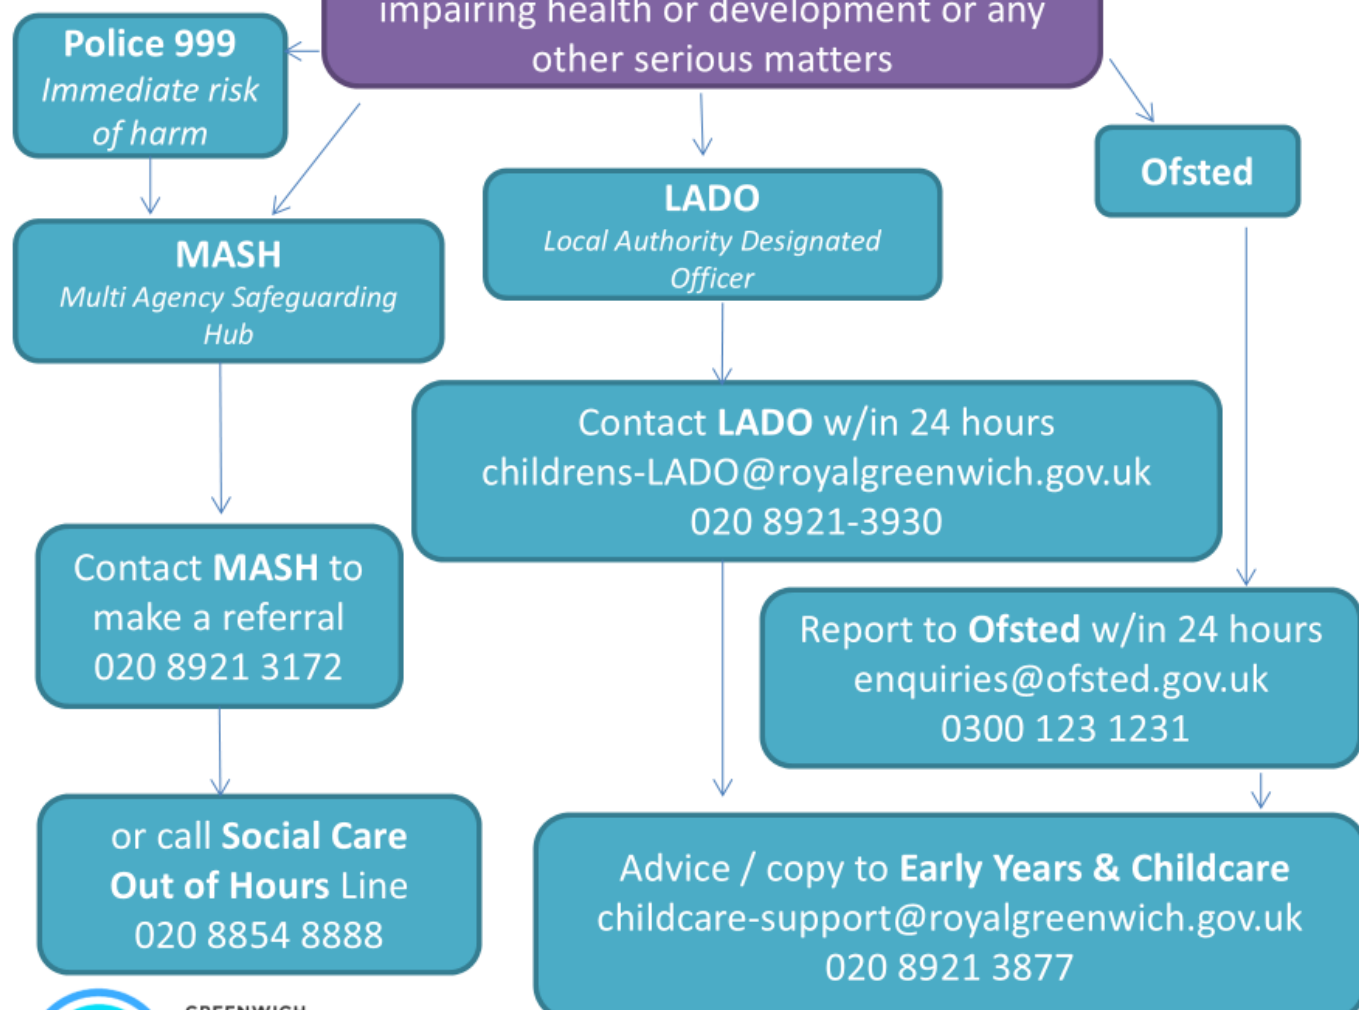 impairing health or development or any
other serious matters
Police 999
Immediate risk
of harm
Ofsted
LADO
Local Authority Designated
Officer
MASH
Multi Agency Safeguarding
Hub
Contact LADO w/in 24 hours
childrens-LADO@royalgreenwich.gov.uk
020 8921-3930
Contact MASH to
make a referral
020 8921 3172
Report to Ofsted w/in 24 hours
enquiries@ofsted.gov.uk
0300 123 1231
or call Social Care
Out of Hours Line
020 8854 8888
Advice / copy to Early Years & Childcare
childcare-support@royalgreenwich.gov.uk
020 8921 3877
GREENWICH